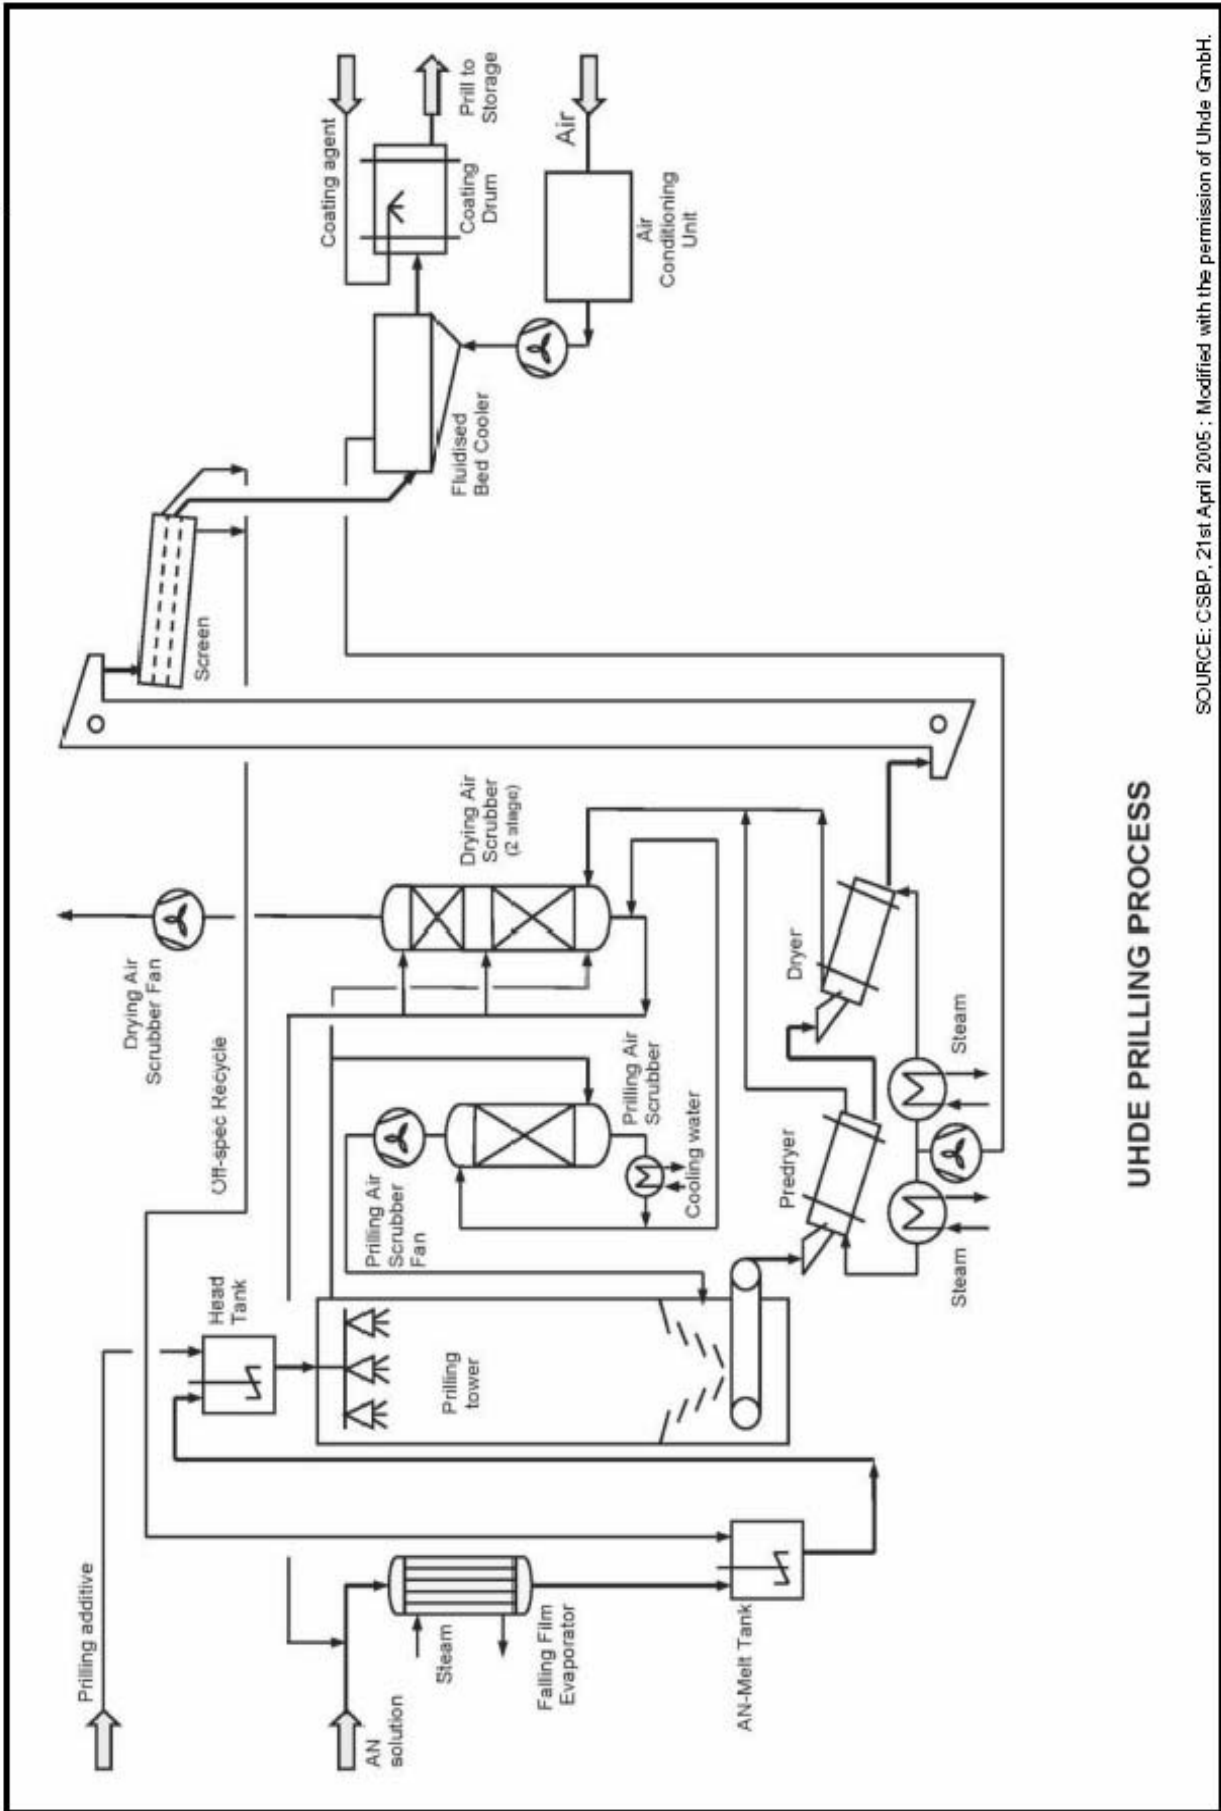 Prilling additive
AN
solution
Steam
Falling Film
Evaporator
AN-Melt Tank
Head
Tank
Prilling
tower
Off-spec Recycle
Prilling Air
Scrubber
Fan
Prilling Air
Scrubber
Cooling water
Drying Air
Scrubber Fan
Drying Air
Scrubber
(2 stage)
Predryer
Dryer
Steam
Steam
Screen
Fluidised
Bed Cooler
Coating agent
Coating
Drum
Prill to
Storage
Air
Air
Conditioning
Unit
UHDE PRILLING PROCESS
SOURCE: CSBP, 21st April 2005 ; Modified with the permission of Uhde GmbH.